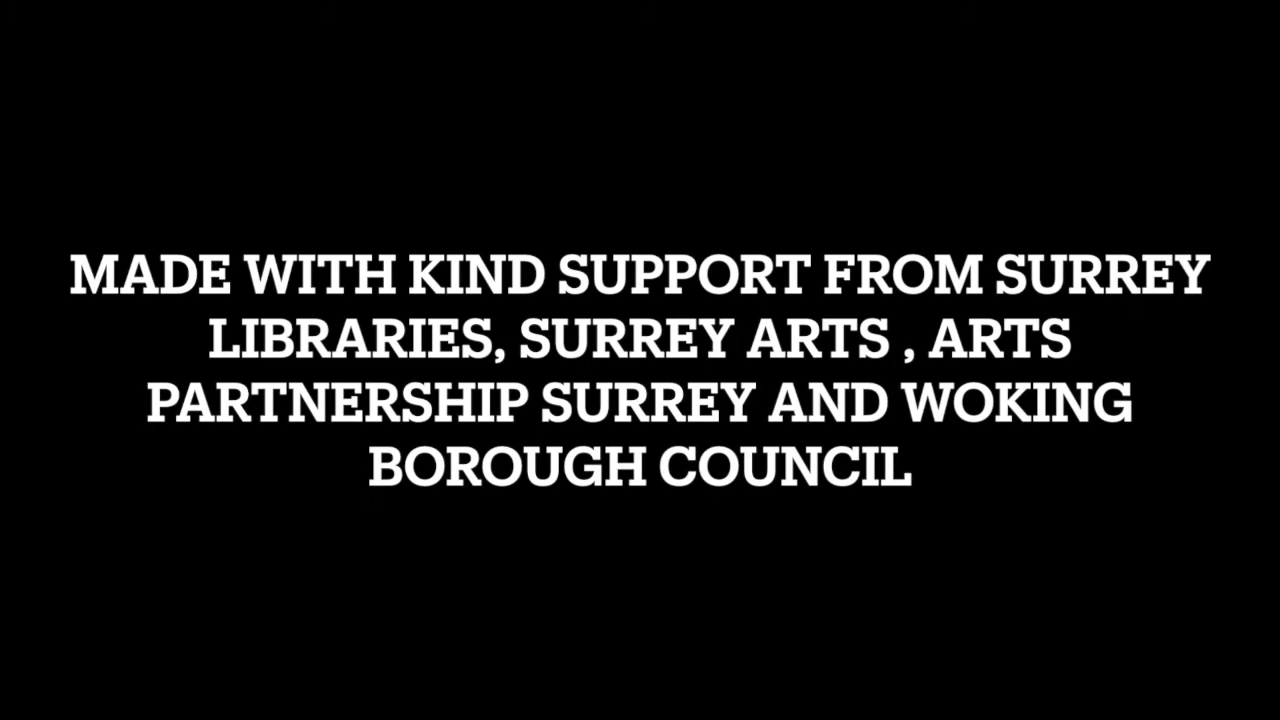 MADE WITH KIND SUPPORT FROM SURREY
LIBRARIES, SURREY ARTS , ARTS
PARTNERSHIP SURREY AND WOKING
BOROUGH COUNCIL